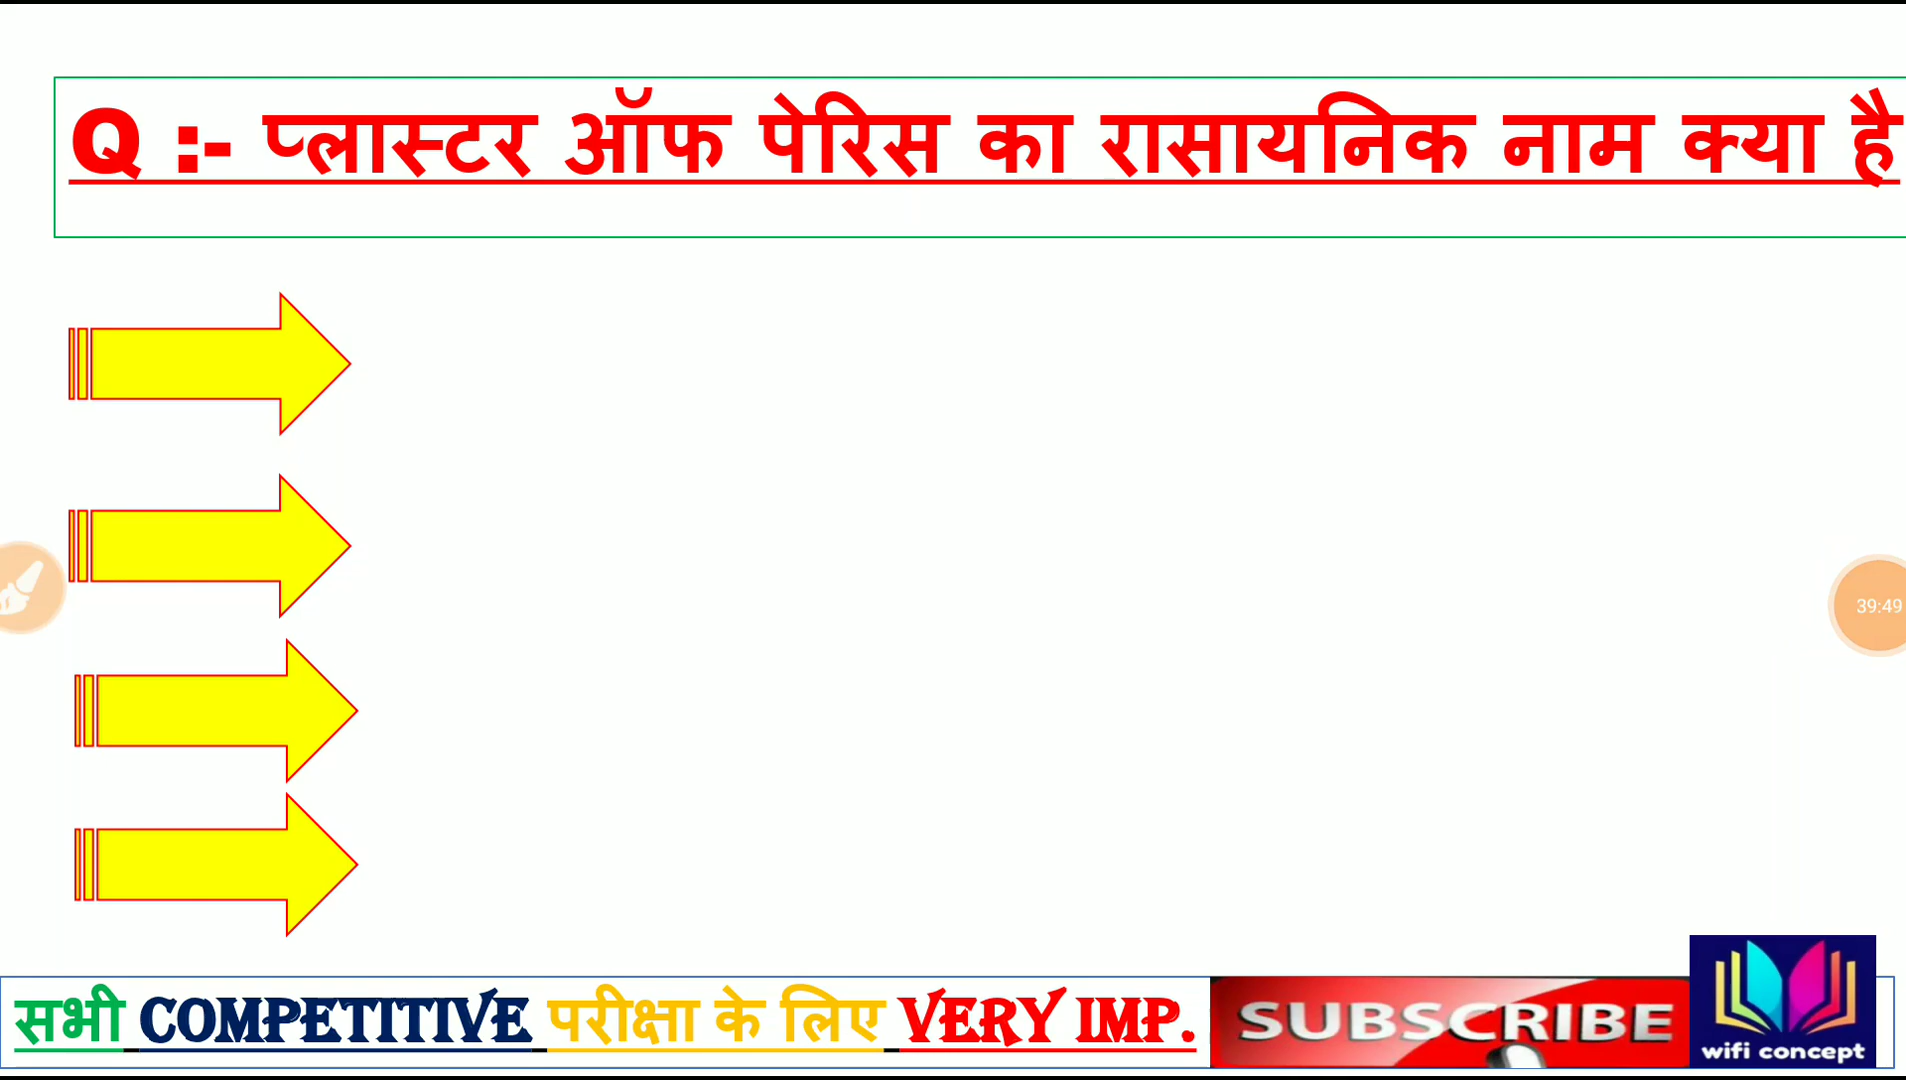 Q :- प्लास्टर ऑफ पेरिस का रासायनिक नाम क्या है
39:49
सभी COMPETITIVE परीक्षा के लिए VERY IMP.
SUBSCRIBE
wifi concept